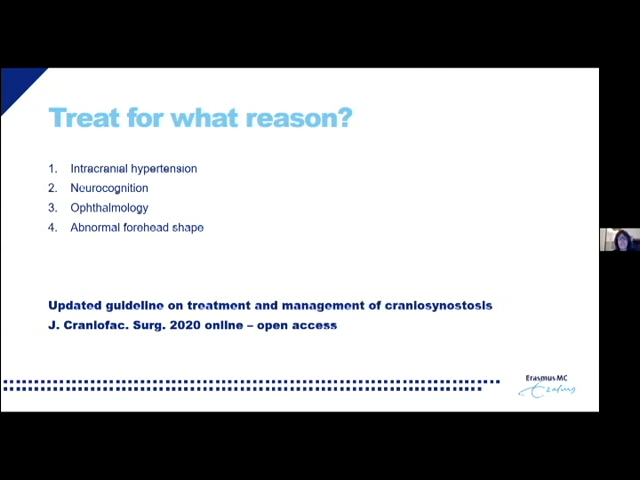 Treat for what reason?
1. Intracranial hypertension
2. Neurocognition
3. Ophthalmology
4. Abnormal forehead shape
Updated guideline on treatment and management of craniosynostosis
J. Craniofac. Surg. 2020 online – open access
Erasmus MC
Erasmus